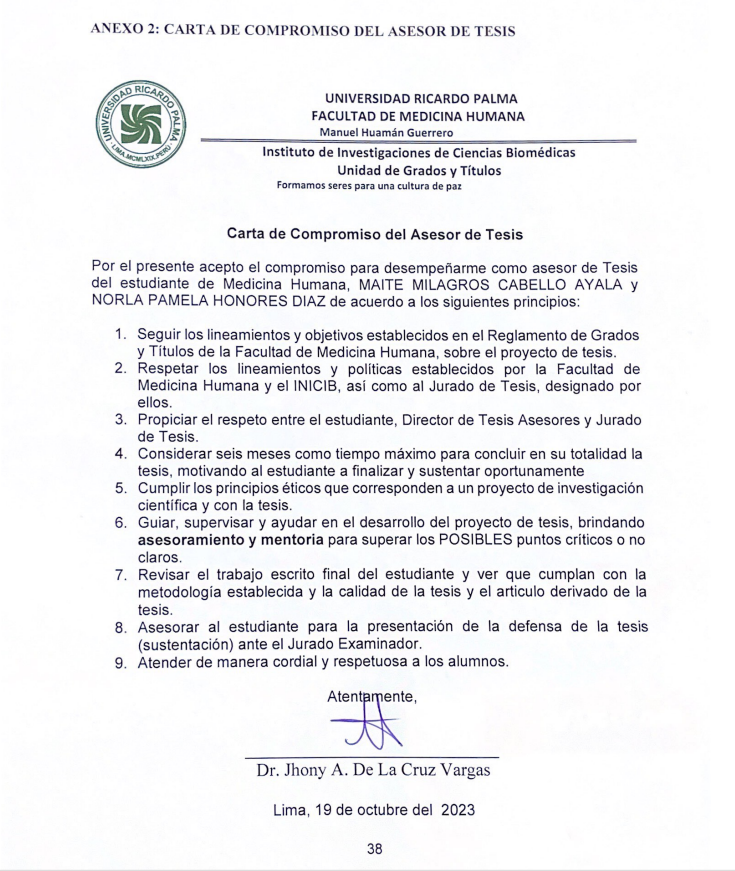 ANEXO 2: CARTA DE COMPROMISO DEL ASESOR DE TESIS
UNIVERSIDAD RICARDO PALMA
LIMA.MCMLXIX.PERU
UNIVERSIDAD RICARDO PALMA
FACULTAD DE MEDICINA HUMANA
Manuel Huamán Guerrero
Instituto de Investigaciones de Ciencias Biomédicas
Unidad de Grados y Títulos
Formamos seres para una cultura de paz
Carta de Compromiso del Asesor de Tesis
Por el presente acepto el compromiso para desempeñarme como asesor de Tesis
del estudiante de Medicina Humana, MAITE MILAGROS CABELLO AYALA y
NORLA PAMELA HONORES DIAZ de acuerdo a los siguientes principios:
1. Seguir los lineamientos y objetivos establecidos en el Reglamento de Grados
y Títulos de la Facultad de Medicina Humana, sobre el proyecto de tesis.
2. Respetar los lineamientos y políticas establecidos por la Facultad de
Medicina Humana y el INICIB, así como al Jurado de Tesis, designado por
ellos.
3. Propiciar el respeto entre el estudiante, Director de Tesis Asesores y Jurado
de Tesis.
4. Considerar seis meses como tiempo máximo para concluir en su totalidad la
tesis, motivando al estudiante a finalizar y sustentar oportunamente
5. Cumplir los principios éticos que corresponden a un proyecto de investigación
científica y con la tesis.
6. Guiar, supervisar y ayudar en el desarrollo del proyecto de tesis, brindando
asesoramiento y mentoria para superar los POSIBLES puntos críticos o no
claros.
7. Revisar el trabajo escrito final del estudiante y ver que cumplan con la
metodología establecida y la calidad de la tesis y el articulo derivado de la
tesis.
8. Asesorar al estudiante para la presentación de la defensa de la tesis
(sustentación) ante el Jurado Examinador.
9. Atender de manera cordial y respetuosa a los alumnos.
Atentamente,
Dr. Jhony A. De La Cruz Vargas
Lima, 19 de octubre del 2023
38